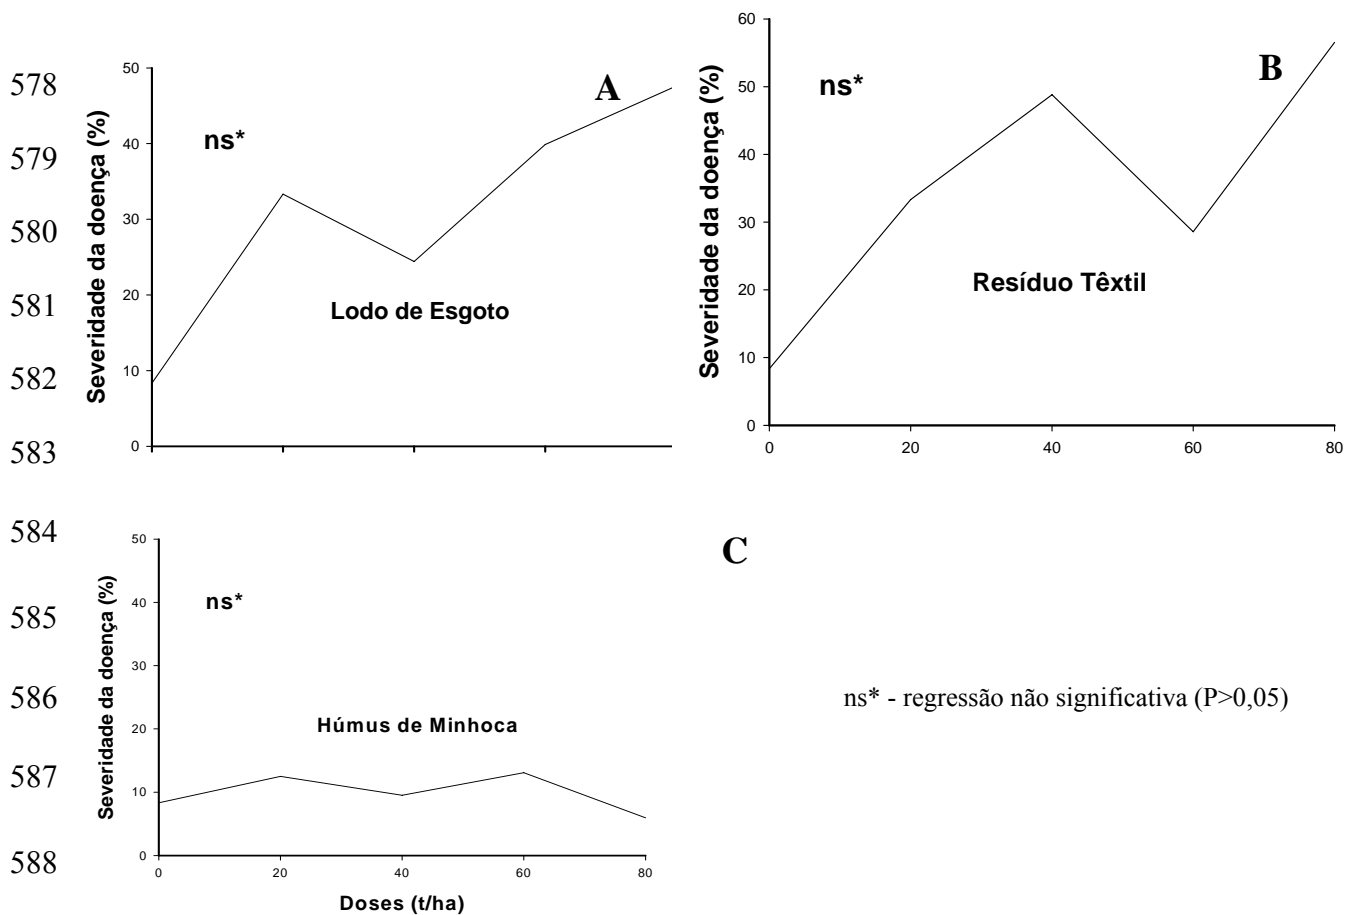 578
579
580
581
582
583
584
585
586
587
588
A
ns*
Severidade da doença (%)
50
40
30
20
10
0
Lodo de Esgoto
B
ns*
Severidade da doença (%)
60
50
40
30
20
10
0
Resíduo Têxtil
0 20 40 60 80
C
ns*
Severidade da doença (%)
50
40
30
20
10
0
Húmus de Minhoca
0 20 40 60 80
Doses (t/ha)
ns* - regressão não significativa (P>0,05)